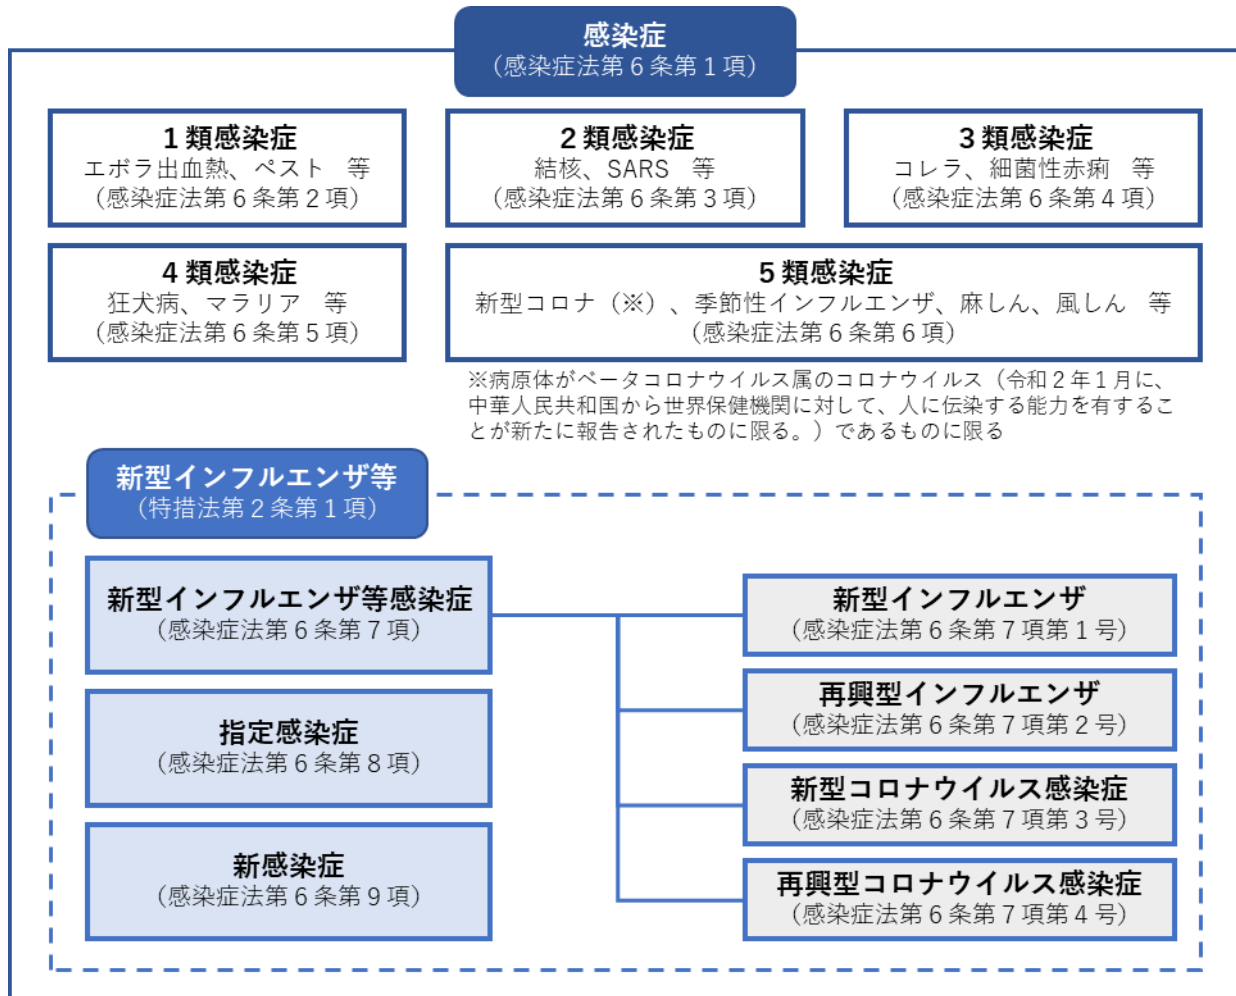 感染症
（感染症法第６条第１項）
１類感染症
エボラ出血熱、ペスト　等
（感染症法第６条第２項）
２類感染症
結核、SARS　等
（感染症法第６条第３項）
３類感染症
コレラ、細菌性赤痢　等
（感染症法第６条第４項）
４類感染症
狂犬病、マラリア　等
（感染症法第６条第５項）
５類感染症
新型コロナ（※）、季節性インフルエンザ、麻しん、風しん　等
（感染症法第６条第６項）
※病原体がベータコロナウイルス属のコロナウイルス（令和２年１月に、
中華人民共和国から世界保健機関に対して、人に伝染する能力を有するこ
とが新たに報告されたものに限る。）であるものに限る
新型インフルエンザ等
（特措法第２条第１項）
新型インフルエンザ等感染症
（感染症法第６条第７項）
指定感染症
（感染症法第６条第８項）
新感染症
（感染症法第６条第９項）
新型インフルエンザ
（感染症法第６条第７項第１号）
再興型インフルエンザ
（感染症法第６条第７項第２号）
新型コロナウイルス感染症
（感染症法第６条第７項第３号）
再興型コロナウイルス感染症
（感染症法第６条第７項第４号）